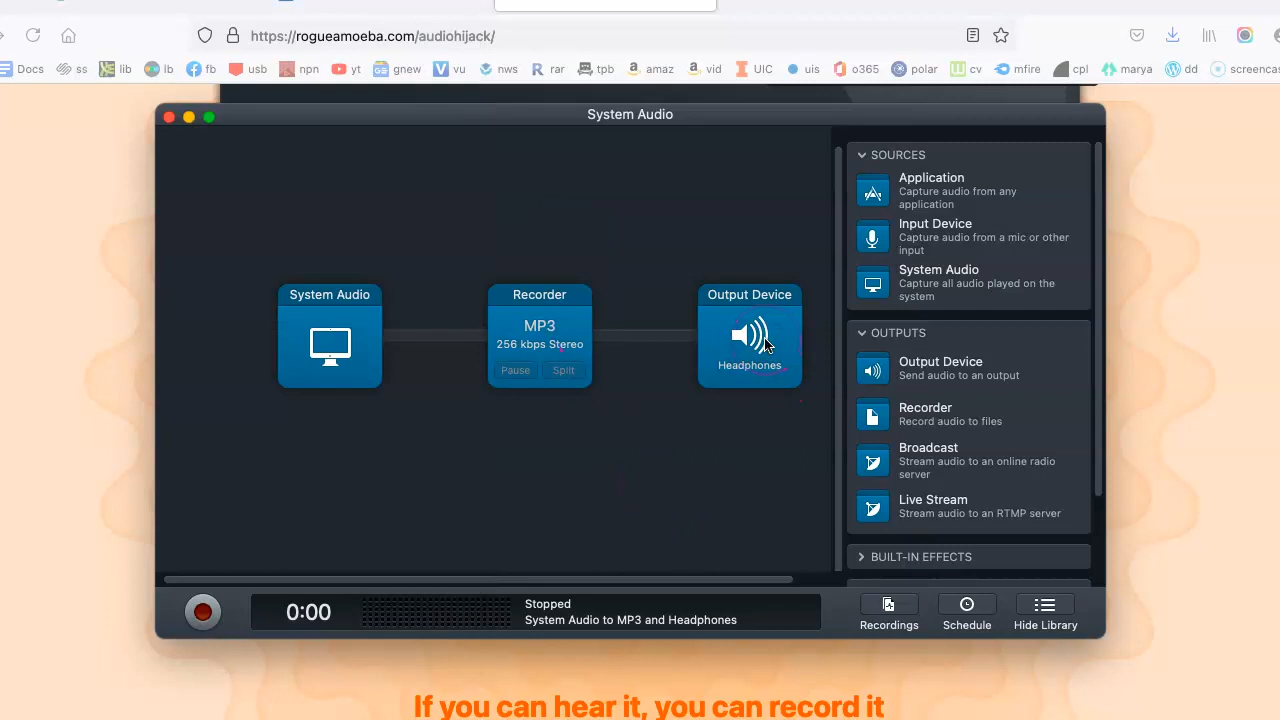 https://rogueamoeba.com/audiohijack/
Docs ss lib lb fb usb npn yt gnew vu nws rar tpb amaz vid UIC uis o365 polar cv mfire cpl marya dd screencas
System Audio
System Audio
Recorder
MP3
256 kbps Stereo
Pause Split
Output Device
Headphones
SOURCES
Application
Capture audio from any
application
Input Device
Capture audio from a mic or other
input
System Audio
Capture all audio played on the
system
OUTPUTS
Output Device
Send audio to an output
Recorder
Record audio to files
Broadcast
Stream audio to an online radio
server
Live Stream
Stream audio to an RTMP server
BUILT-IN EFFECTS
0:00
Stopped
System Audio to MP3 and Headphones
Recordings Schedule Hide Library
If you can hear it, you can record it